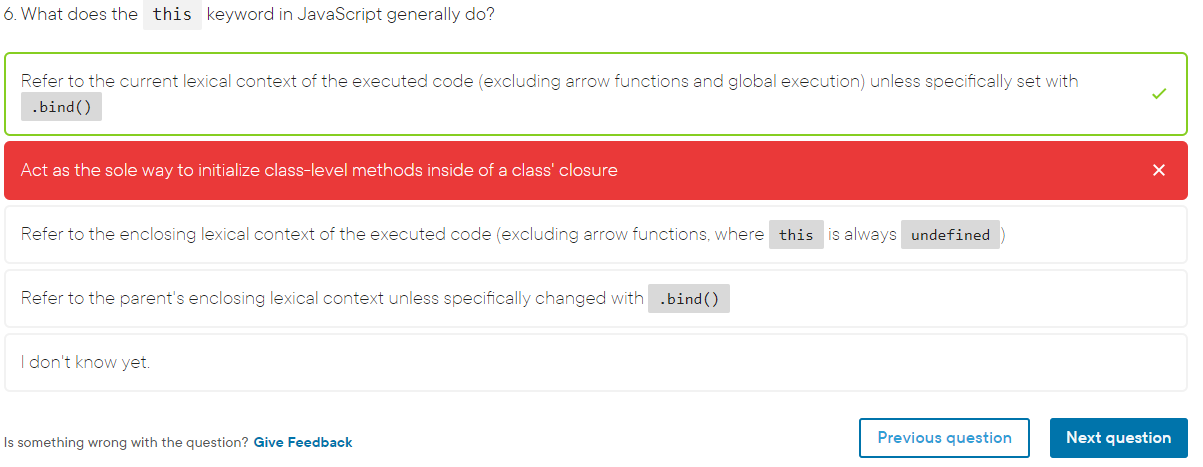 6. What does the this keyword in JavaScript generally do?
Refer to the current lexical context of the executed code (excluding arrow functions and global execution) unless specifically set with
.bind()
Act as the sole way to initialize class-level methods inside of a class' closure
Refer to the enclosing lexical context of the executed code (excluding arrow functions, where this is always undefined )
Refer to the parent's enclosing lexical context unless specifically changed with .bind()
I don't know yet.
Is something wrong with the question? Give Feedback
Previous question
Next question